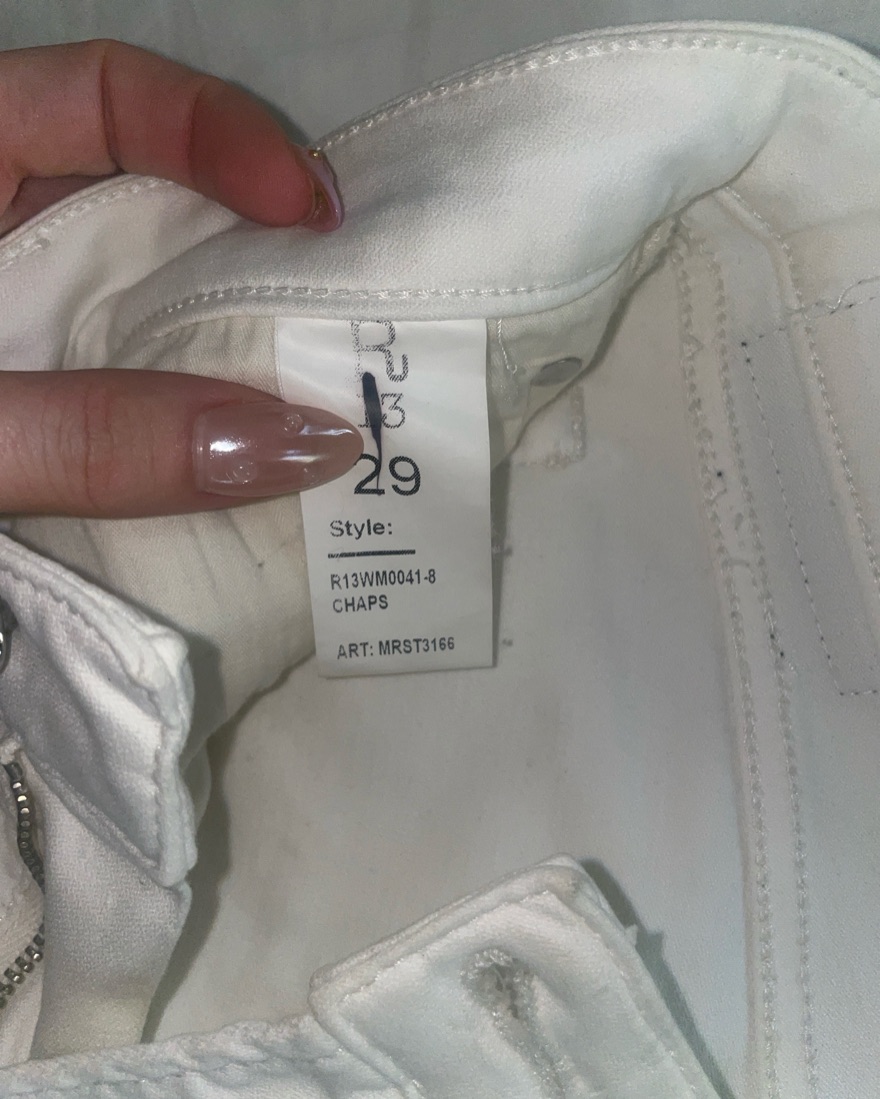 R
13
29
Style:
R13WM0041-8
CHAPS
ART: MRST3166